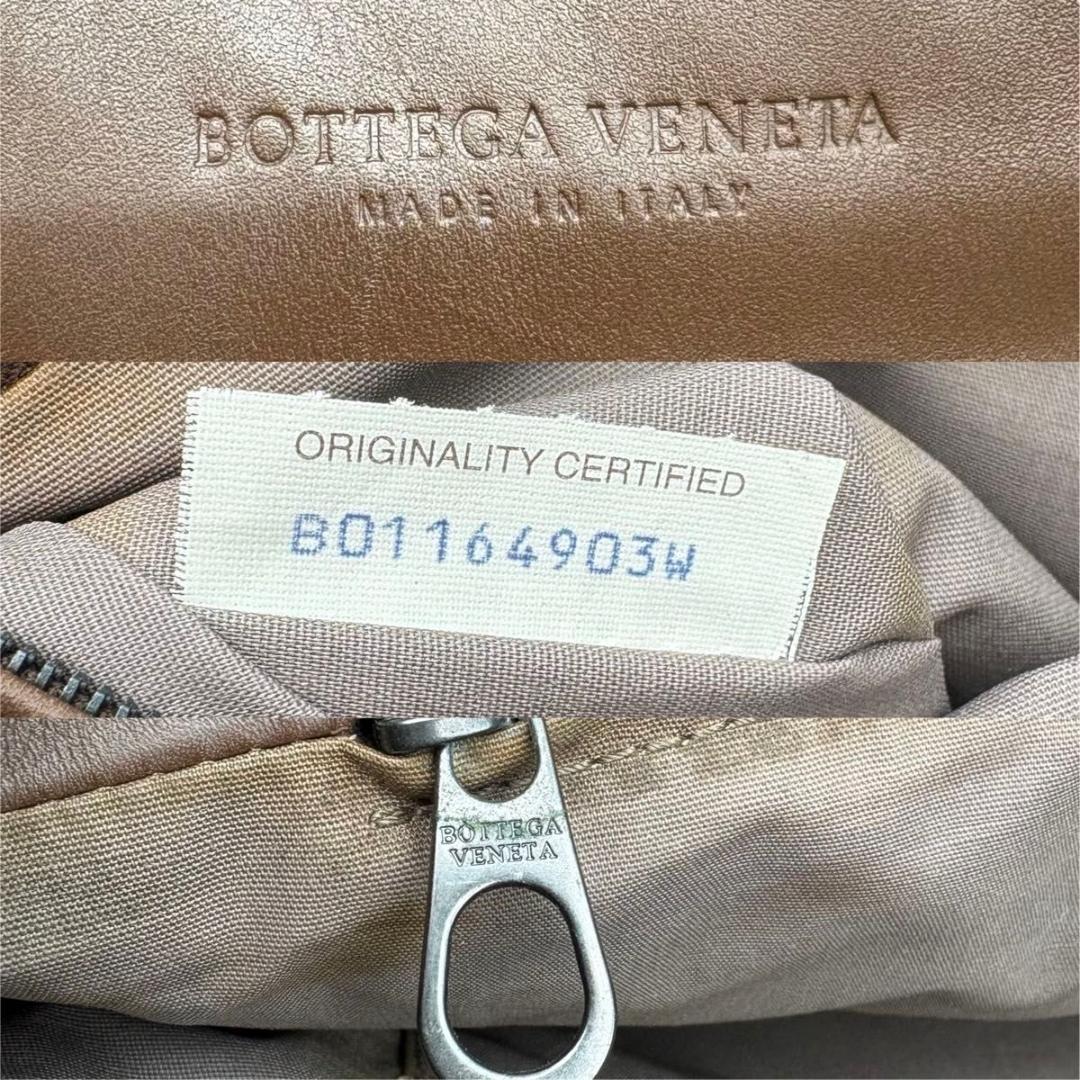 BOTTEGA VENETA
MADE IN ITALY
ORIGINALITY CERTIFIED
B01164903W
BOTTEGA
VENETA